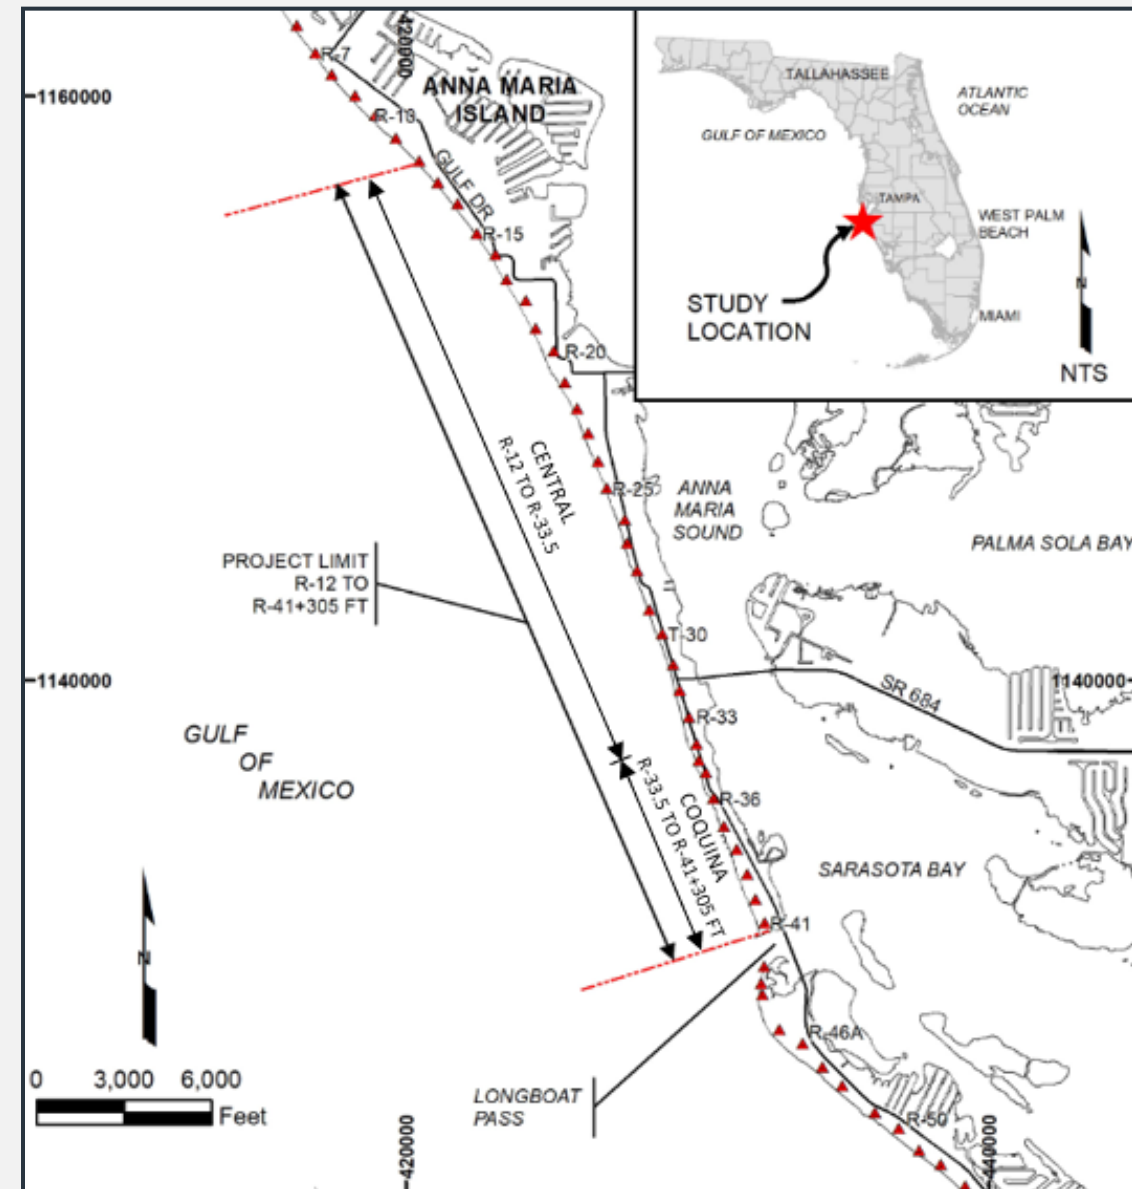 R-7
420000
1160000
ANNA MARIA
ISLAND
R-10
GULF DR
R-15
R-20
TALLAHASSEE
ATLANTIC
OCEAN
GULF OF MEXICO
TAMPA
WEST PALM
BEACH
STUDY
LOCATION
MIAMI
N
NTS
CENTRAL
R-12 TO R-33.5
R-25
ANNA
MARIA
SOUND
PALMA SOLA BAY
PROJECT LIMIT
R-12 TO
R-41+305 FT
T-30
1140000
1140000
SR 684
R-33
GULF
OF
MEXICO
R-36
COQUINA
R-33.5 TO R-41+305 FT
SARASOTA BAY
R-41
N
R-46A
0 3,000 6,000
Feet
LONGBOAT
PASS
R-50
420000
440000